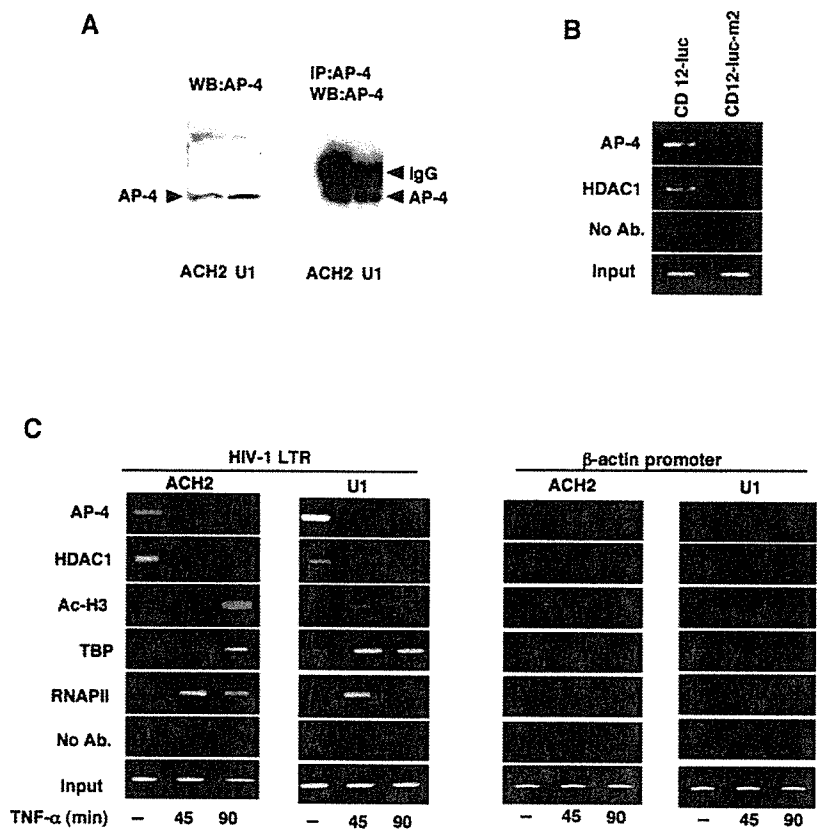 A
WB:AP-4
IP:AP-4
WB:AP-4
AP-4
IgG
AP-4
ACH2 U1
ACH2 U1
B
CD 12-luc
CD12-luc-m2
AP-4
HDAC1
No Ab.
Input
C
HIV-1 LTR
β-actin promoter
ACH2
U1
ACH2
U1
AP-4
HDAC1
Ac-H3
TBP
RNAPII
No Ab.
Input
TNF-α (min) – 45 90 – 45 90 – 45 90 – 45 90